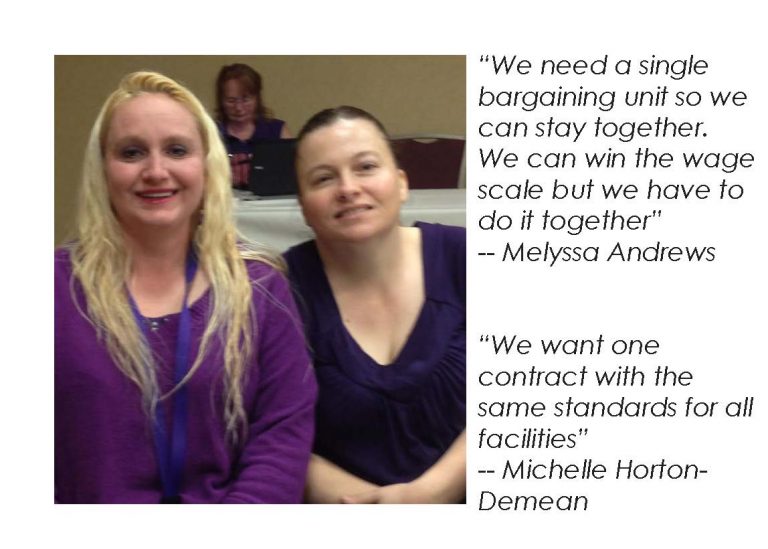 “We need a single
bargaining unit so we
can stay together.
We can win the wage
scale but we have to
do it together”
-- Melyssa Andrews
“We want one
contract with the
same standards for all
facilities”
-- Michelle Horton-
Demean